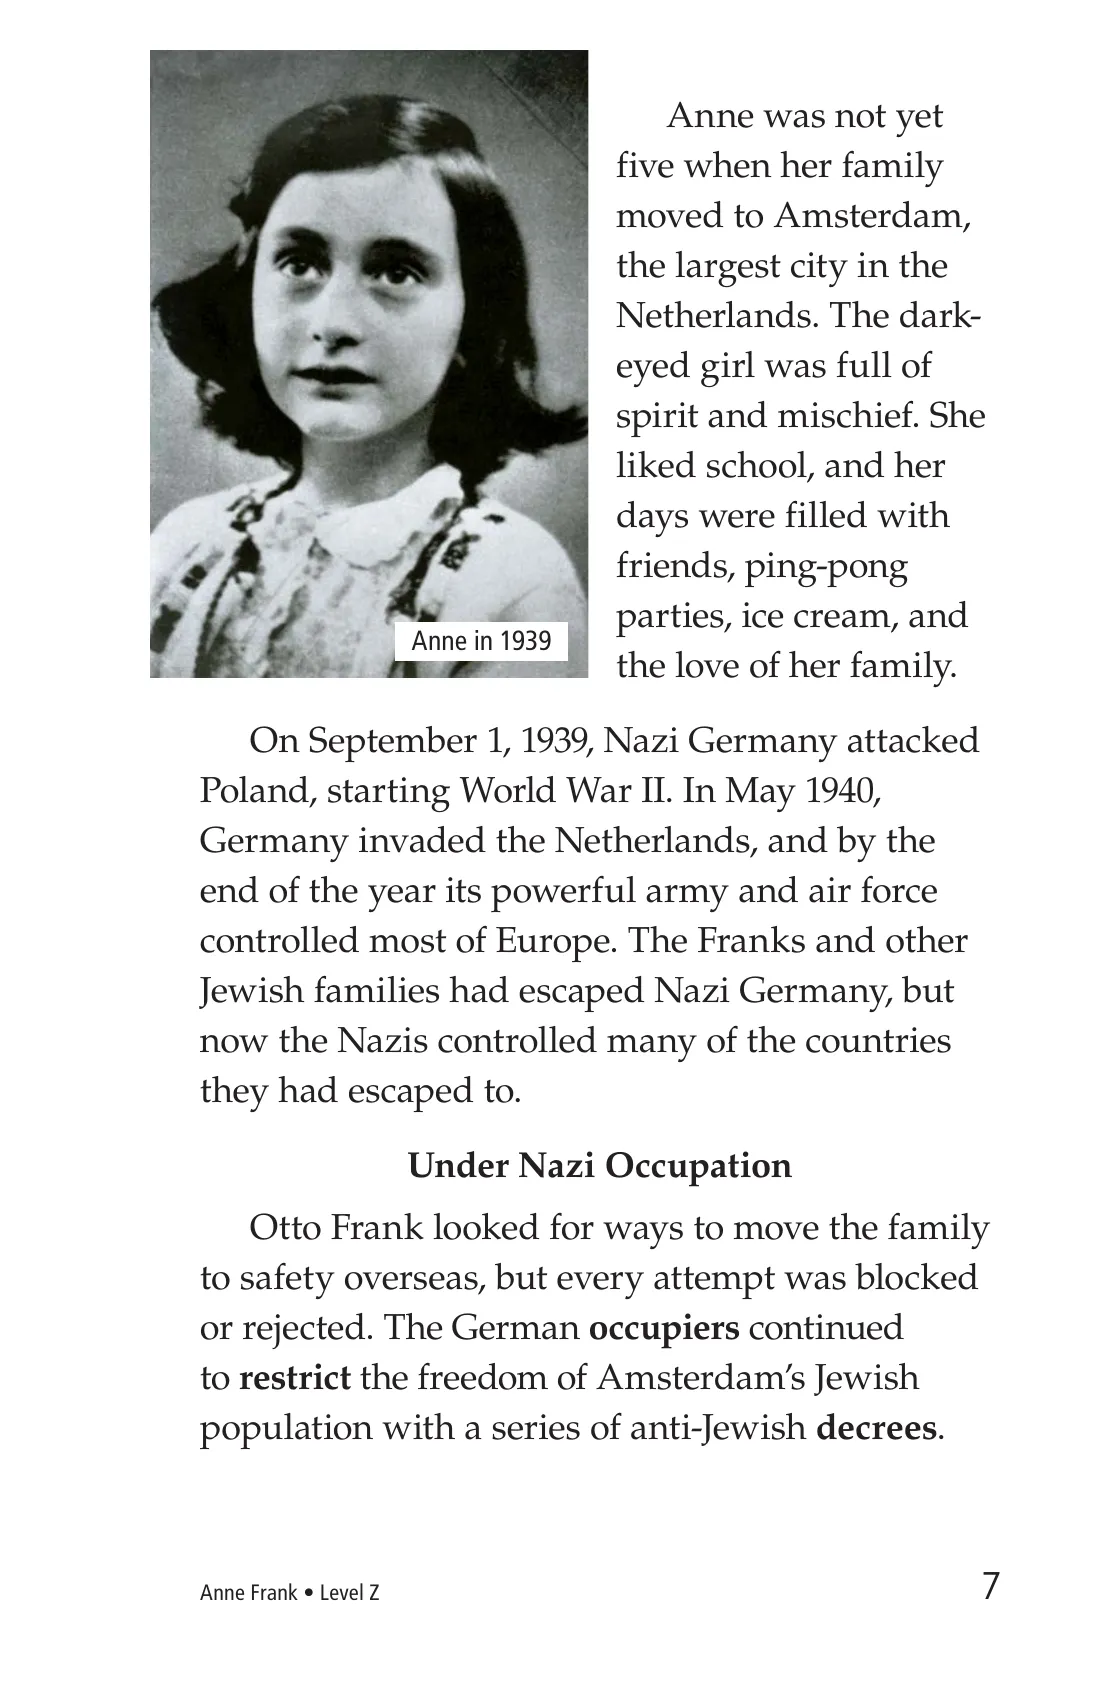 Anne was not yet
five when her family
moved to Amsterdam,
the largest city in the
Netherlands. The dark-
eyed girl was full of
spirit and mischief. She
liked school, and her
days were filled with
friends, ping-pong
parties, ice cream, and
the love of her family.
Anne in 1939
On September 1, 1939, Nazi Germany attacked
Poland, starting World War II. In May 1940,
Germany invaded the Netherlands, and by the
end of the year its powerful army and air force
controlled most of Europe. The Franks and other
Jewish families had escaped Nazi Germany, but
now the Nazis controlled many of the countries
they had escaped to.
Under Nazi Occupation
Otto Frank looked for ways to move the family
to safety overseas, but every attempt was blocked
or rejected. The German occupiers continued
to restrict the freedom of Amsterdam’s Jewish
population with a series of anti-Jewish decrees.
Anne Frank • Level Z
7